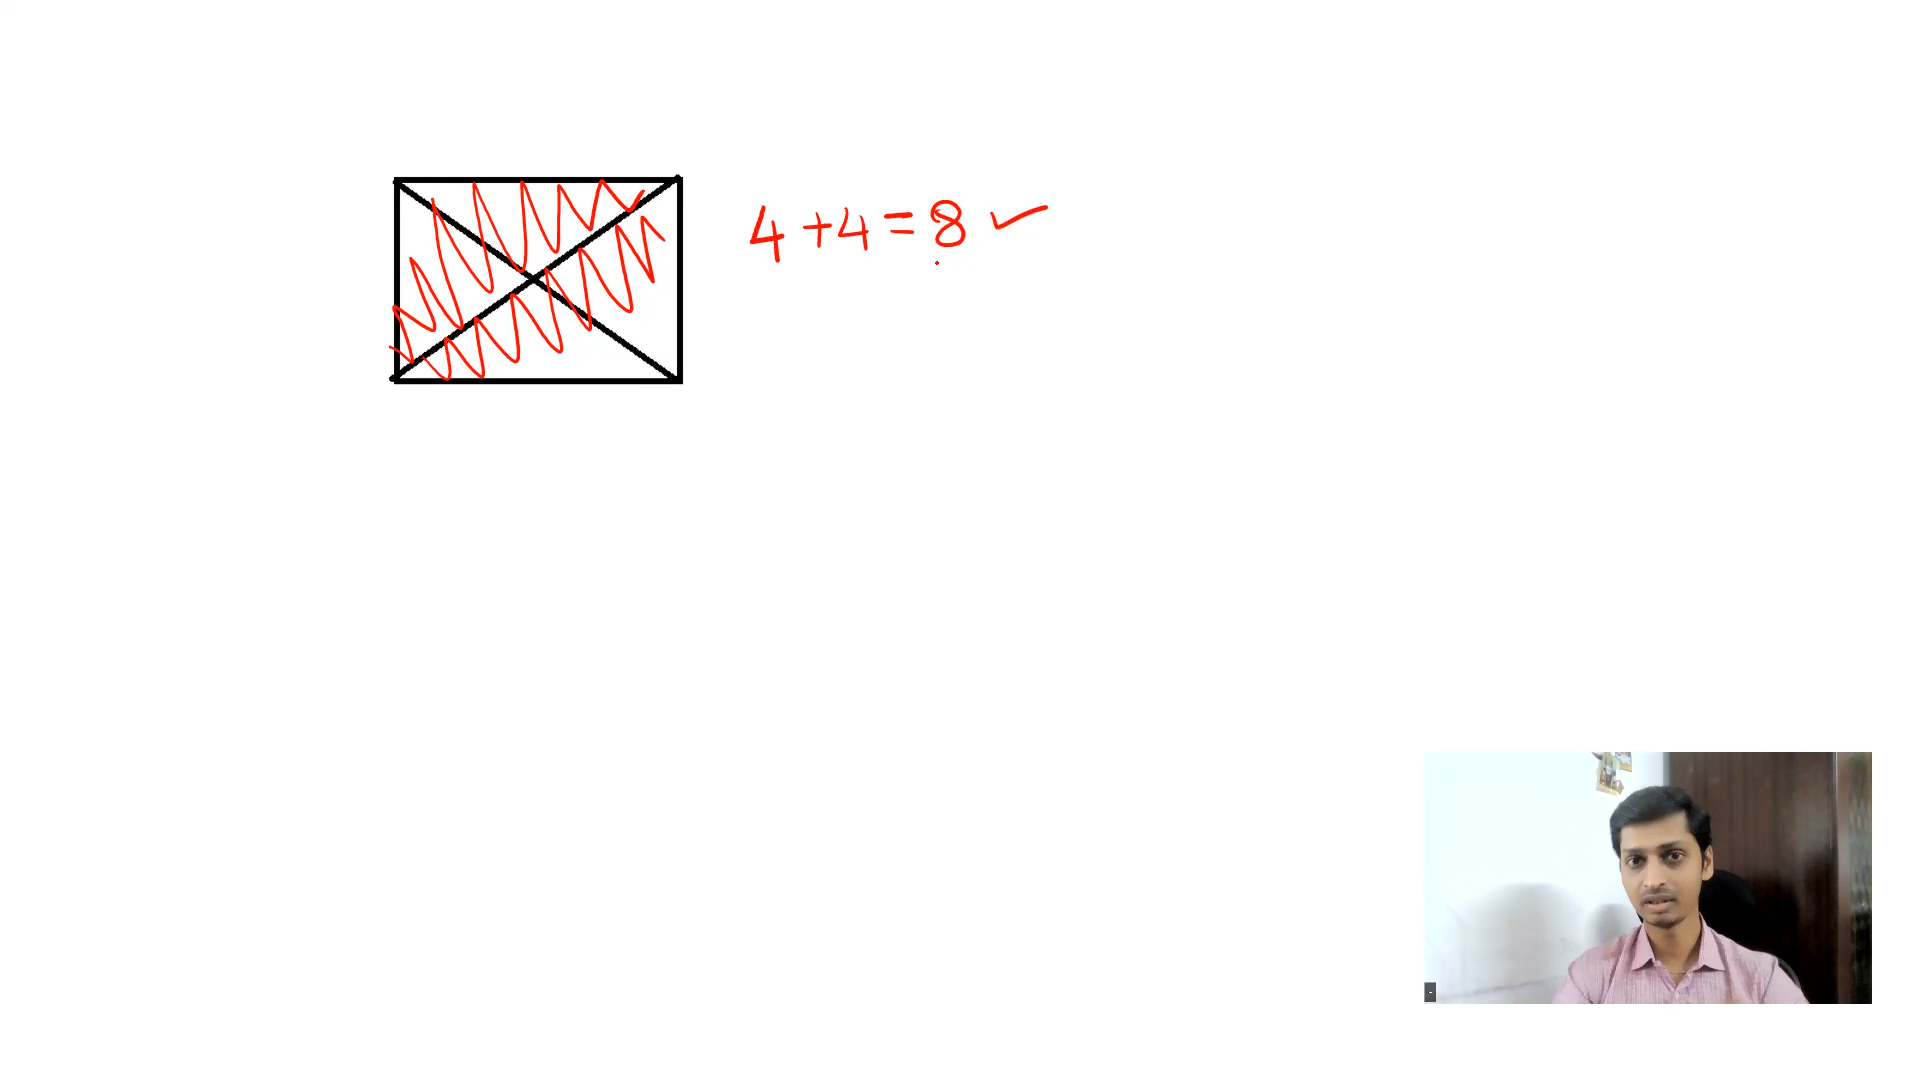 4 + 4 = 8 ✓